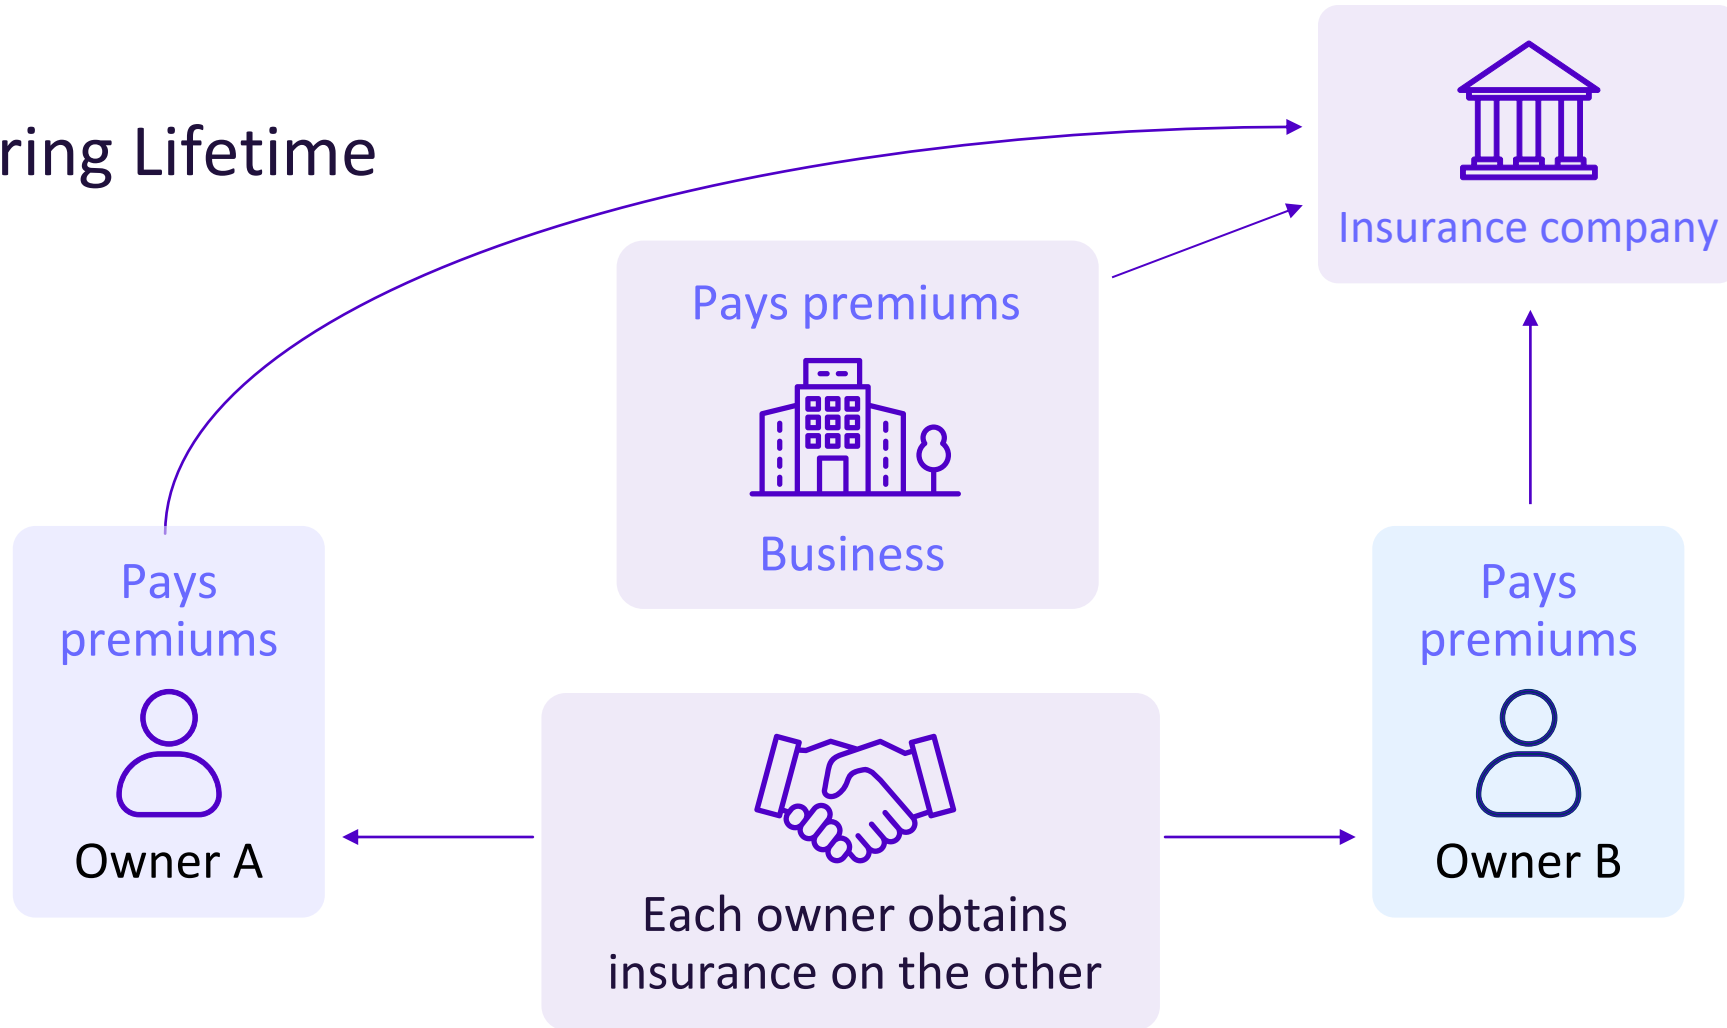 ring Lifetime
Insurance company
Pays premiums
Business
Pays
premiums
Owner A
Each owner obtains
insurance on the other
Pays
premiums
Owner B